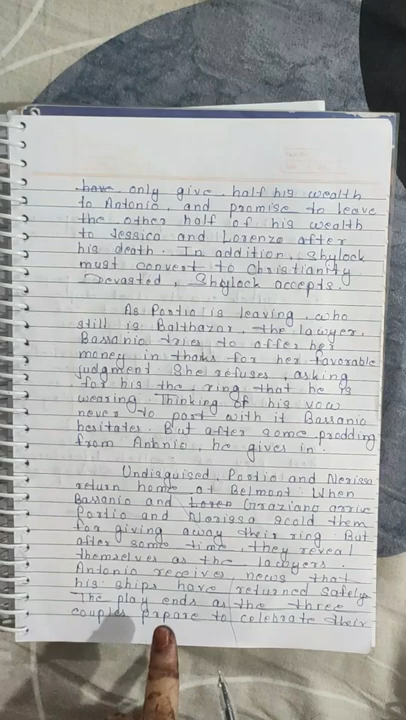 have only give half his wealth
to Antonio, and promise to leave
the other half of his wealth
to Jessica and Lorenzo after
his death. In addition, Shylock
must convert to Christianity
Devasted, Shylock accepts.
As Portio is leaving, who
still is Balthazar, the lawyer,
Bassanio tries to offer her
money in thanks for her favorable
judgment She refuses, asking
for his the ring that he is
wearing. Thinking of his vow
never to part with it Bassanio
hesitates. But after some prodding
from Antnio, he gives in.
Undisguised, Portio and Nerissa
return home at Belmont. When
Bassanio and Loren Graziano arrive
Portio and Nerissa scold them
for giving away their ring. But
after some time, they reveal
themselves as the lawyers.
Antonio receives news that
his ships have returned safely
The play ends as the three
couples prpare to celebrate their